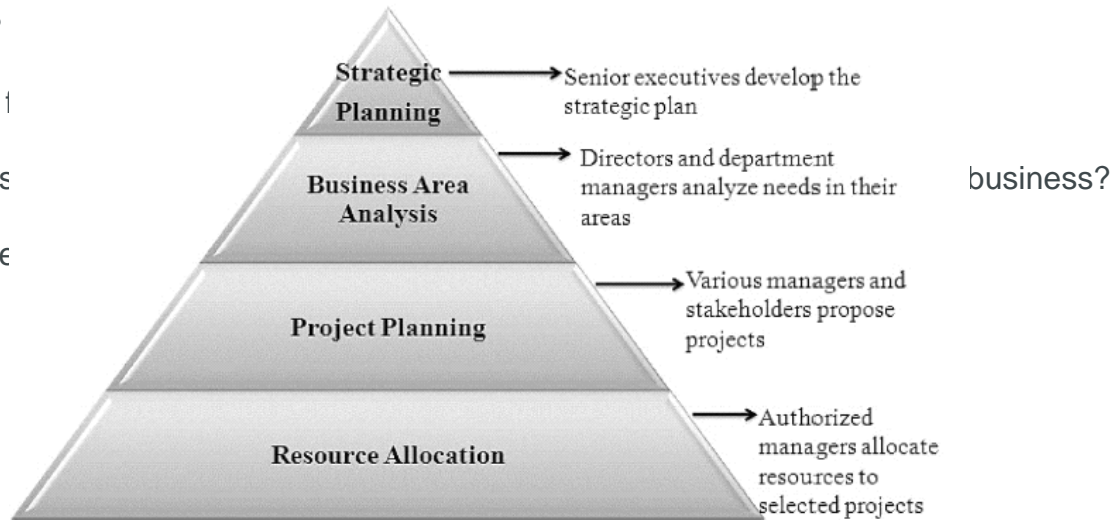 Strategic
Planning
Senior executives develop the
strategic plan
Business Area
Analysis
Directors and department
managers analyze needs in their
areas
business?
Project Planning
Various managers and
stakeholders propose
projects
Resource Allocation
Authorized
managers allocate
resources to
selected projects